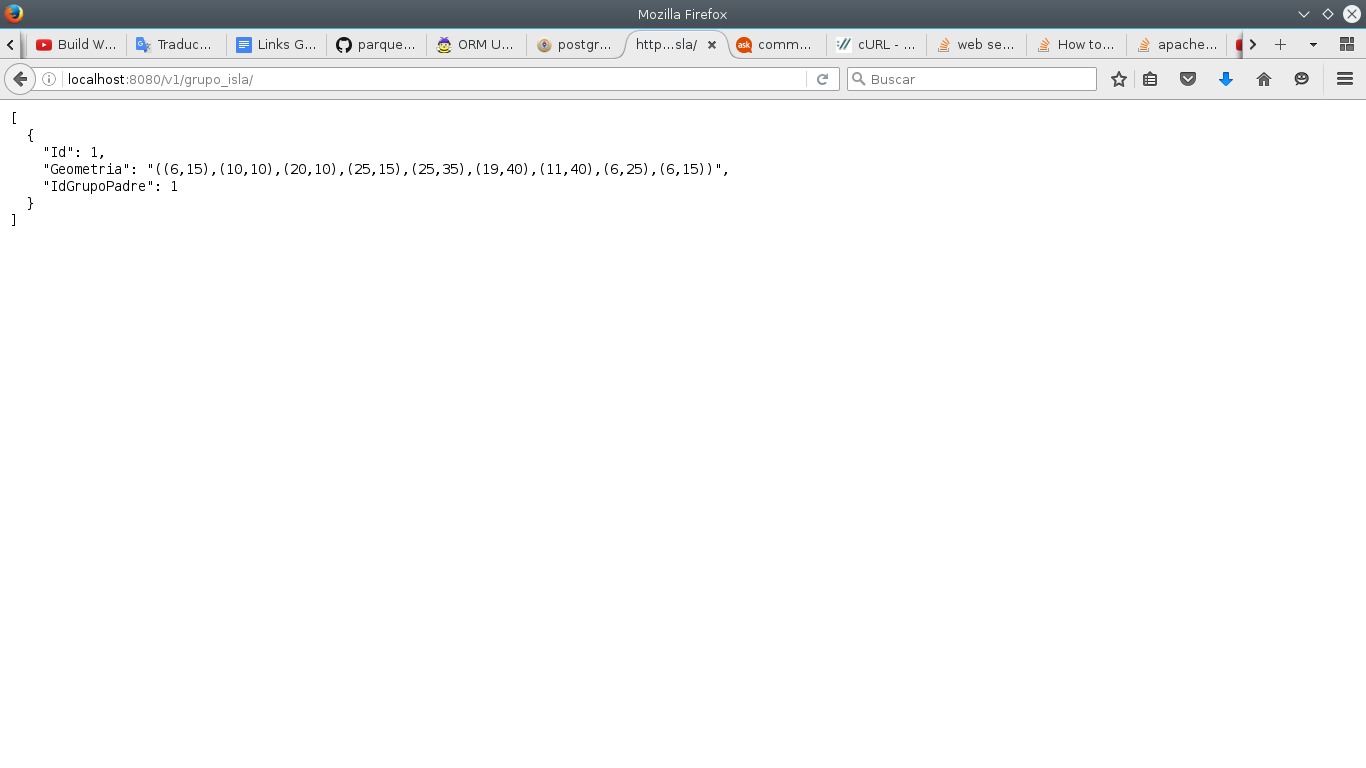 Mozilla Firefox
Build W... Traduc... Links G... parque... ORM U... postgr... http...sla/ comm... cURL - ... web se... How to... apache...
localhost:8080/v1/grupo_isla/ Buscar
[
{
"Id": 1,
"Geometria": "((6,15),(10,10),(20,10),(25,15),(25,35),(19,40),(11,40),(6,25),(6,15))",
"IdGrupoPadre": 1
}
]